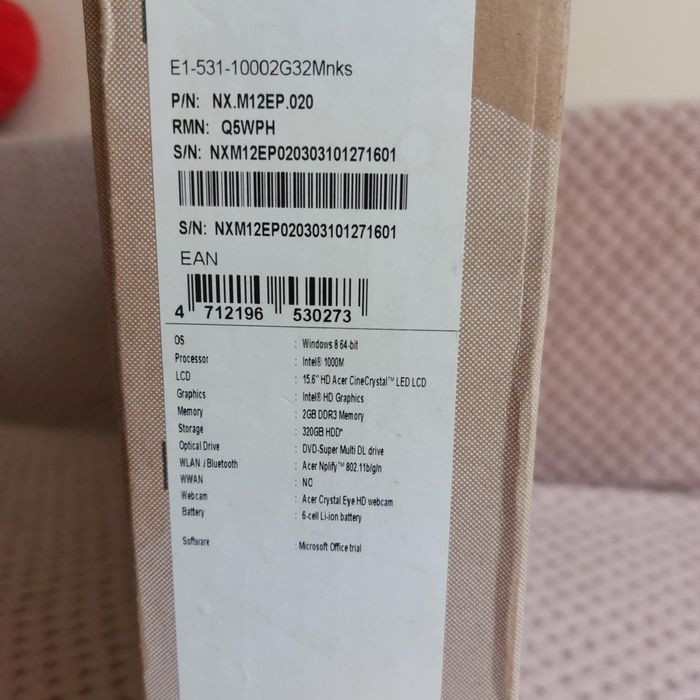 E1-531-10002G32Mnks
P/N: NX.M12EP.020
RMN: Q5WPH
S/N: NXM12EP020303101271601
S/N: NXM12EP020303101271601
EAN
4 712196 530273
OS : Windows 8 64-bit
Processor : Intel® 1000M
LCD : 15.6" HD Acer CineCrystal™ LED LCD
Graphics : Intel® HD Graphics
Memory : 2GB DDR3 Memory
Storage : 320GB HDD*
Optical Drive : DVD-Super Multi DL drive
WLAN / Bluetooth : Acer Nplify™ 802.11b/g/n
WWAN : NO
Webcam : Acer Crystal Eye HD webcam
Battery : 6-cell Li-ion battery
Software : Microsoft Office trial